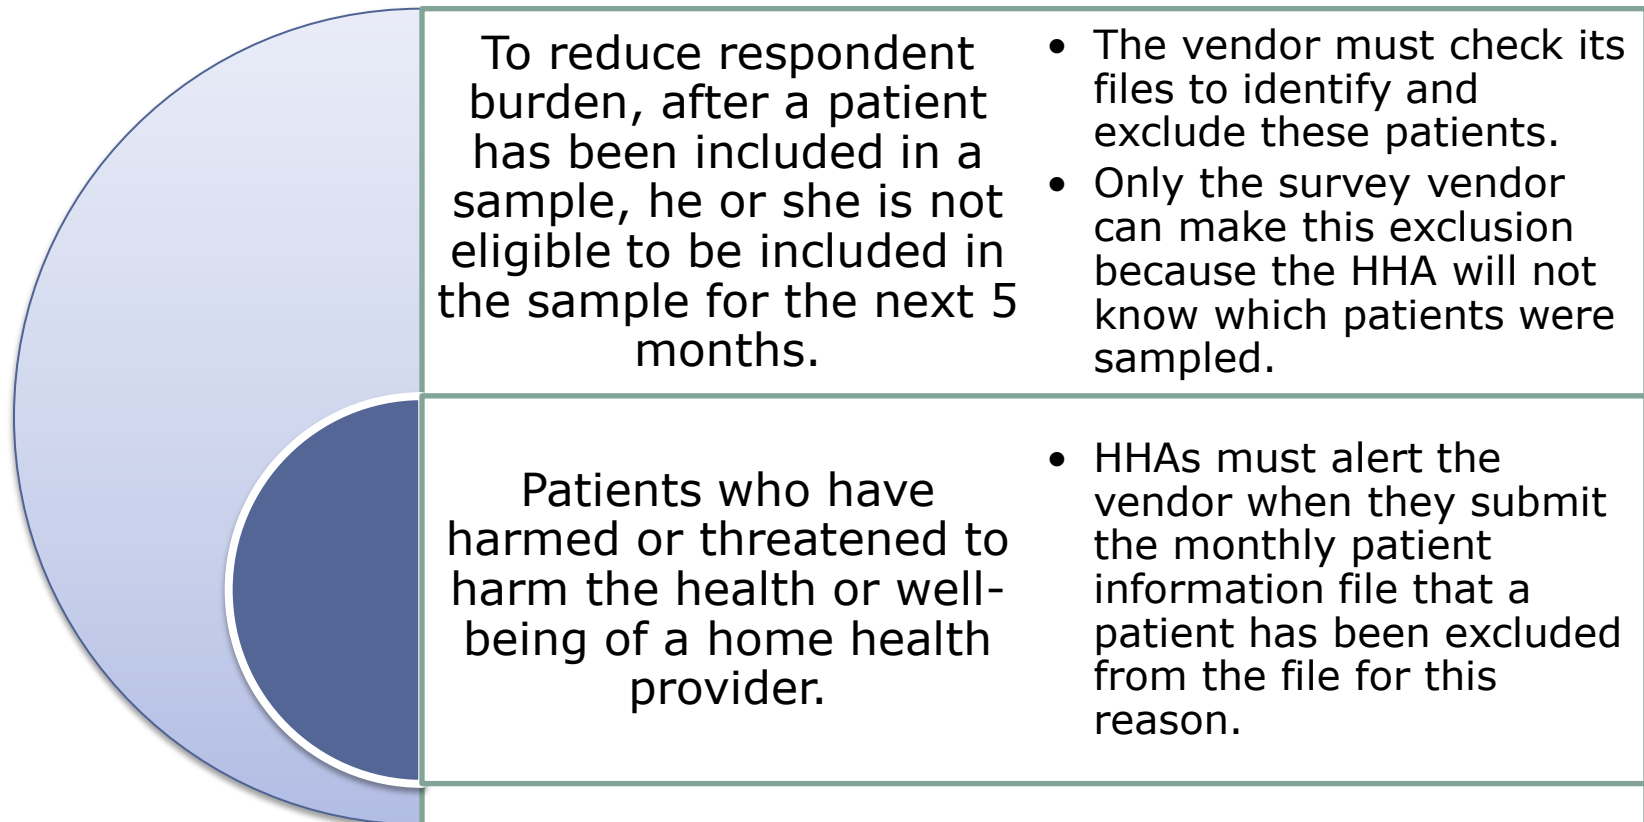 To reduce respondent
burden, after a patient
has been included in a
sample, he or she is not
eligible to be included in
the sample for the next 5
months.
• The vendor must check its
files to identify and
exclude these patients.
• Only the survey vendor
can make this exclusion
because the HHA will not
know which patients were
sampled.
Patients who have
harmed or threatened to
harm the health or well-
being of a home health
provider.
• HHAs must alert the
vendor when they submit
the monthly patient
information file that a
patient has been excluded
from the file for this
reason.